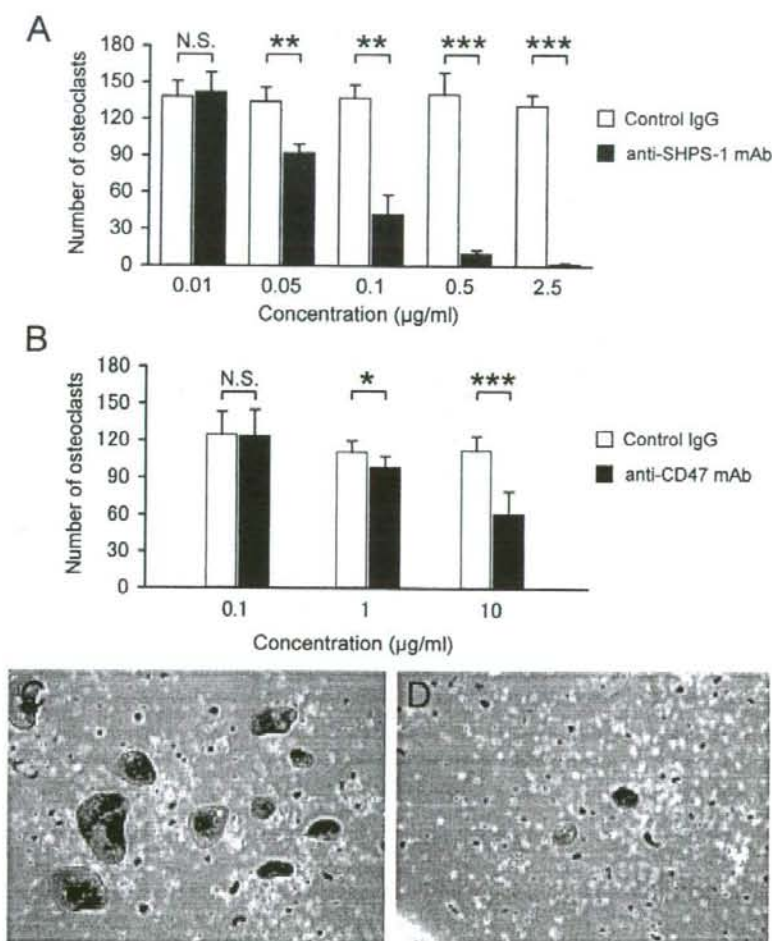 A
180
150
120
90
60
30
0
Number of osteoclasts
N.S.
**
**
***
***
Control IgG
anti-SHPS-1 mAb
0.01
0.05
0.1
0.5
2.5
Concentration (µg/ml)
B
180
150
120
90
60
30
0
Number of osteoclasts
N.S.
*
***
Control IgG
anti-CD47 mAb
0.1
1
10
Concentration (µg/ml)
D